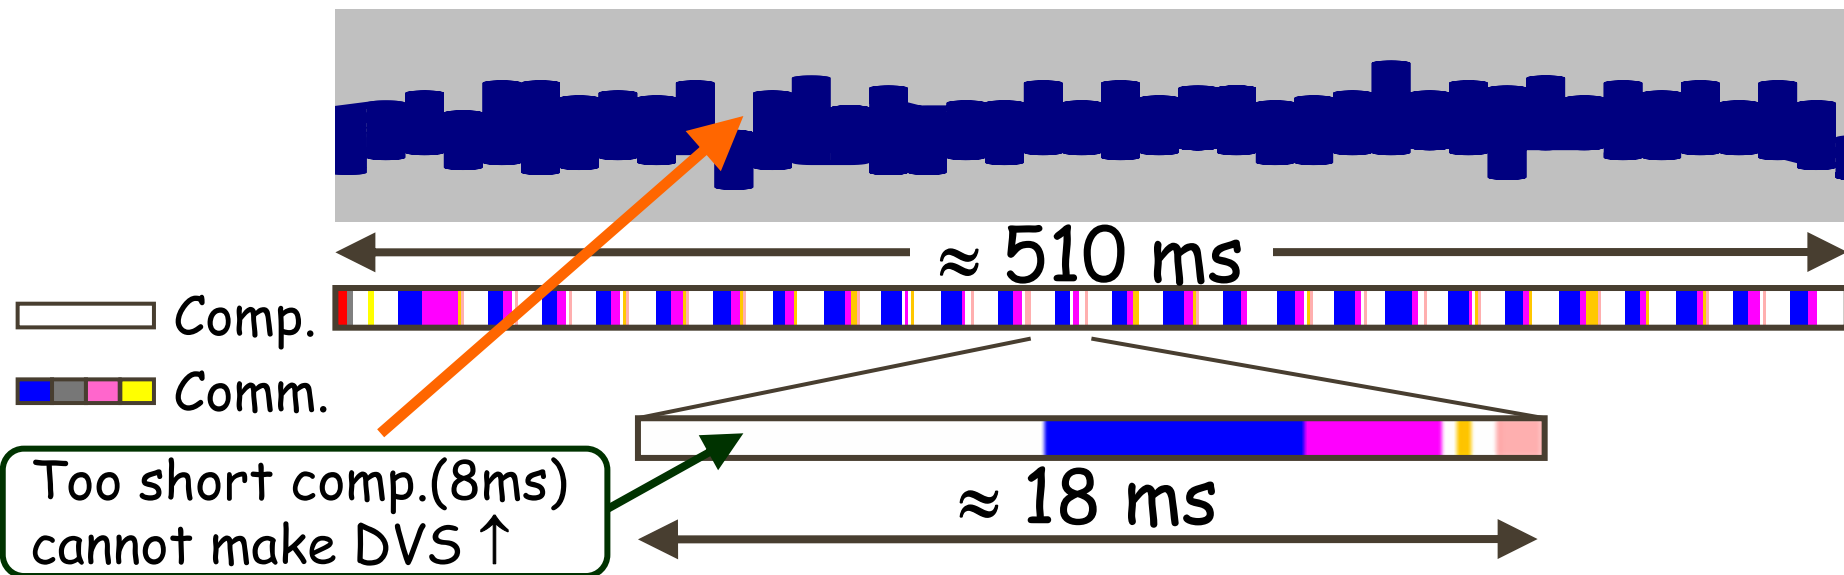 ≈ 510 ms
Comp.
Comm.
Too short comp.(8ms)
cannot make DVS ↑
≈ 18 ms